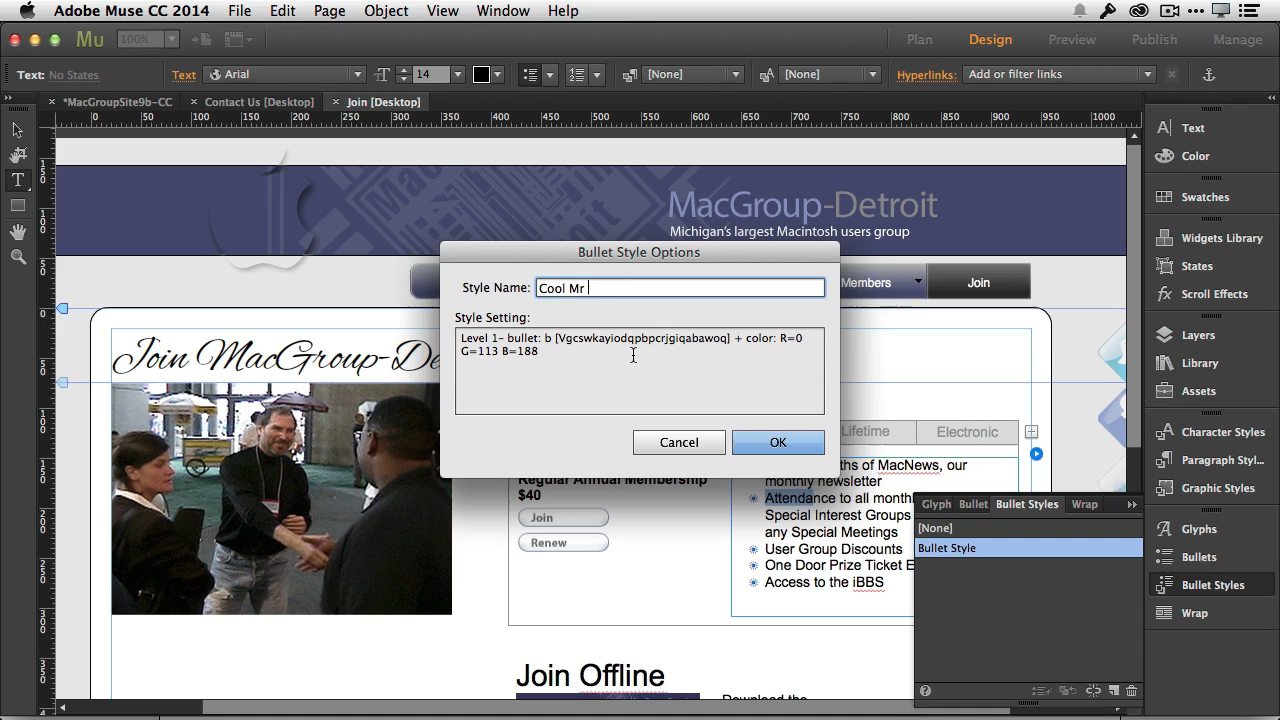 Adobe Muse CC 2014 File Edit Page Object View Window Help
Mu 100% Plan Design Preview Publish Manage
Text: No States Text Arial 14 [None] [None] Hyperlinks: Add or filter links
*MacGroupSite9b-CC Contact Us [Desktop] Join [Desktop]
0 50 100 150 200 250 300 350 400 450 500 550 600 650 700 750 800 850 900 950 1000
MacGroup-Detroit
Michigan's largest Macintosh users group
Members Join
Join MacGroup-De
Bullet Style Options
Style Name: Cool Mr
Style Setting:
Level 1- bullet: b [Vgcswkayiodqpbpcrjgiqabawoq] + color: R=0
G=113 B=188
Cancel OK
Lifetime Electronic
ths of MacNews, our
monthly newsletter
Attendance to all month
Special Interest Groups
any Special Meetings
User Group Discounts
One Door Prize Ticket E
Access to the iBBS
Regular Annual Membership
$40
Join
Renew
Join Offline
Download the
Glyph Bullet Bullet Styles Wrap
[None]
Bullet Style
Text
Color
Swatches
Widgets Library
States
Scroll Effects
Layers
Library
Assets
Character Styles
Paragraph Styl...
Graphic Styles
Glyphs
Bullets
Bullet Styles
Wrap